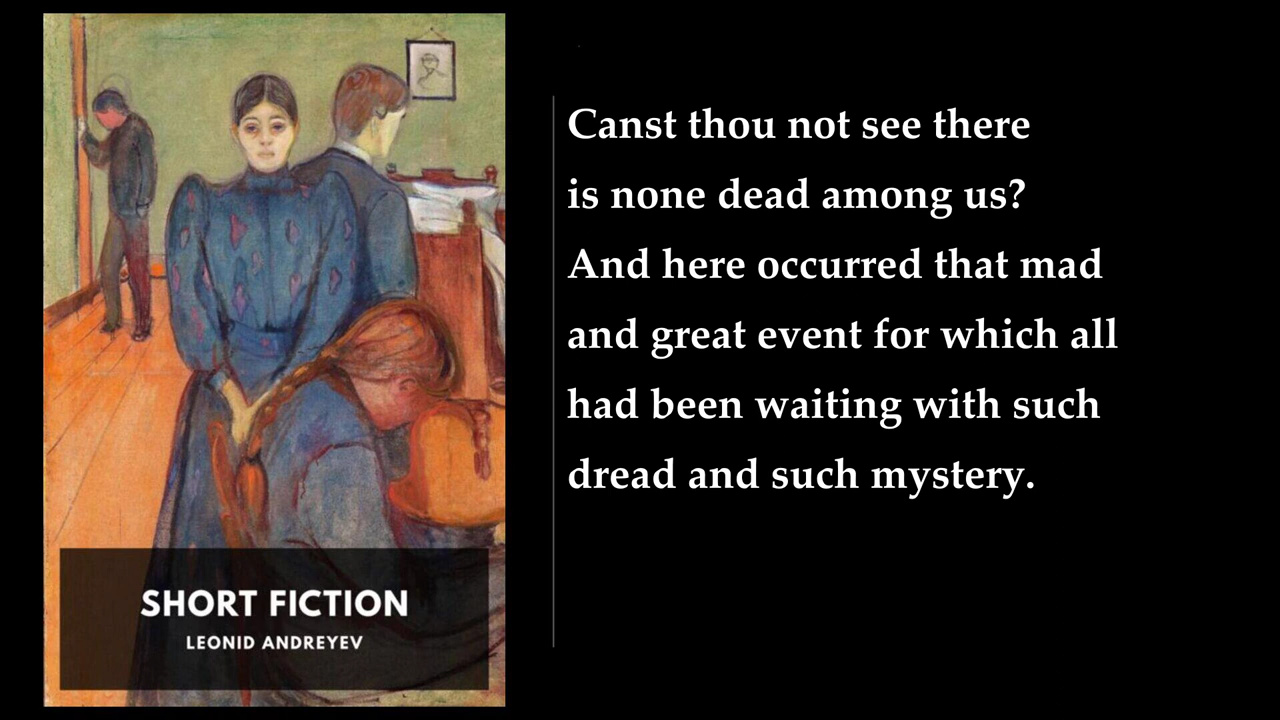 Canst thou not see there
is none dead among us?
And here occurred that mad
and great event for which all
had been waiting with such
dread and such mystery.
SHORT FICTION
LEONID ANDREYEV